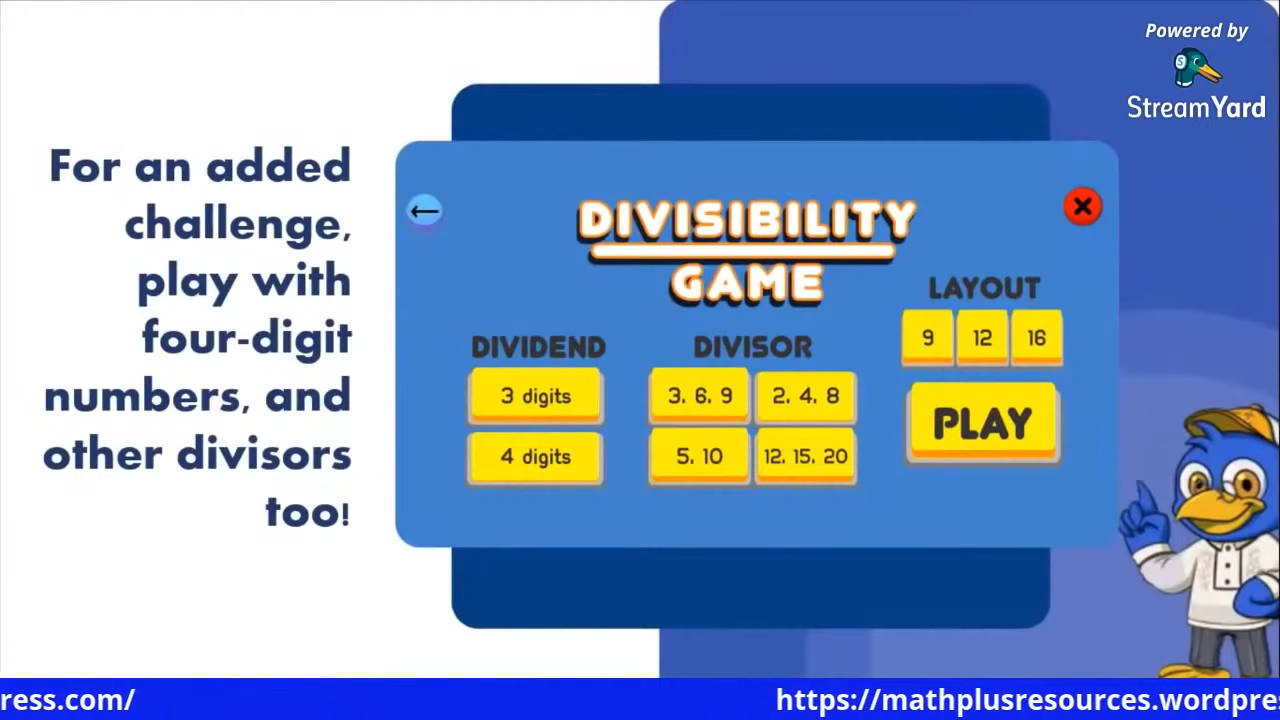 Powered by
StreamYard
For an added
challenge,
play with
four-digit
numbers, and
other divisors
too!
DIVISIBILITY
GAME
LAYOUT
9 12 16
DIVIDEND
DIVISOR
3 digits
3. 6. 9
2. 4. 8
PLAY
4 digits
5. 10
12. 15. 20
ress.com/
https://mathplusresources.wordpre